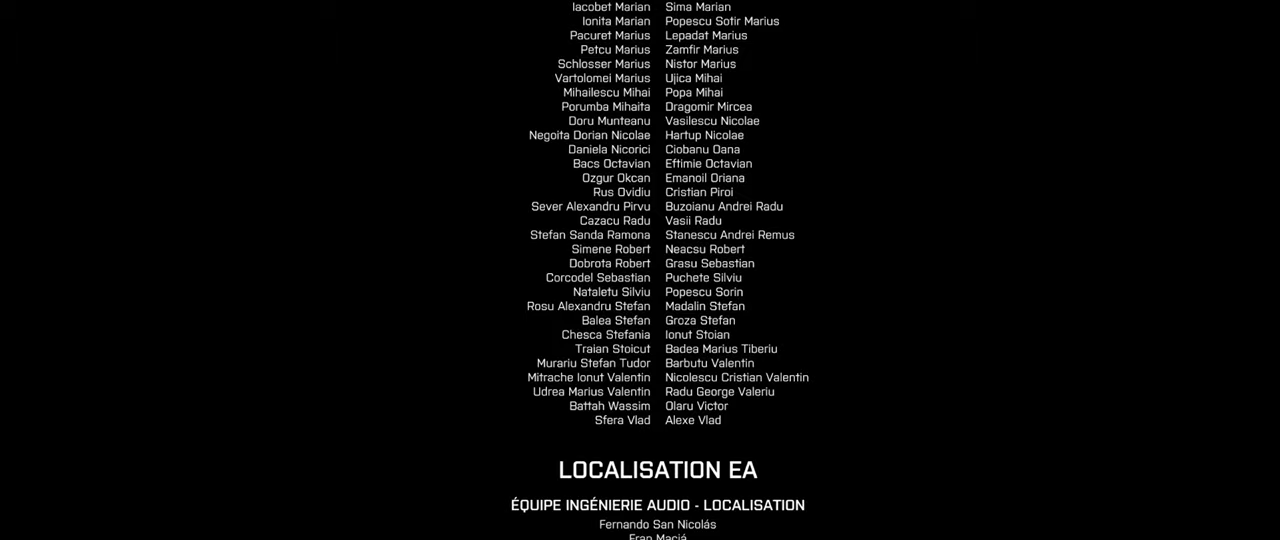 Iacobet Marian Sima Marian
Ionita Marian Popescu Sotir Marius
Pacuret Marius Lepadat Marius
Petcu Marius Zamfir Marius
Schlosser Marius Nistor Marius
Vartolomei Marius Ujica Mihai
Mihailescu Mihai Popa Mihai
Porumba Mihaita Dragomir Mircea
Doru Munteanu Vasilescu Nicolae
Negoita Dorian Nicolae Hartup Nicolae
Daniela Nicorici Ciobanu Oana
Bacs Octavian Eftimie Octavian
Ozgur Okcan Emanoil Oriana
Rus Ovidiu Cristian Piroi
Sever Alexandru Pirvu Buzoianu Andrei Radu
Cazacu Radu Vasii Radu
Stefan Sanda Ramona Stanescu Andrei Remus
Simene Robert Neacsu Robert
Dobrota Robert Grasu Sebastian
Corcodel Sebastian Puchete Silviu
Nataletu Silviu Popescu Sorin
Rosu Alexandru Stefan Madalin Stefan
Balea Stefan Groza Stefan
Chesca Stefania Ionut Stoian
Traian Stoicut Badea Marius Tiberiu
Murariu Stefan Tudor Barbutu Valentin
Mitrache Ionut Valentin Nicolescu Cristian Valentin
Udrea Marius Valentin Radu George Valeriu
Battah Wassim Olaru Victor
Sfera Vlad Alexe Vlad
LOCALISATION EA
ÉQUIPE INGÉNIERIE AUDIO - LOCALISATION
Fernando San Nicolás
Fran Maciá